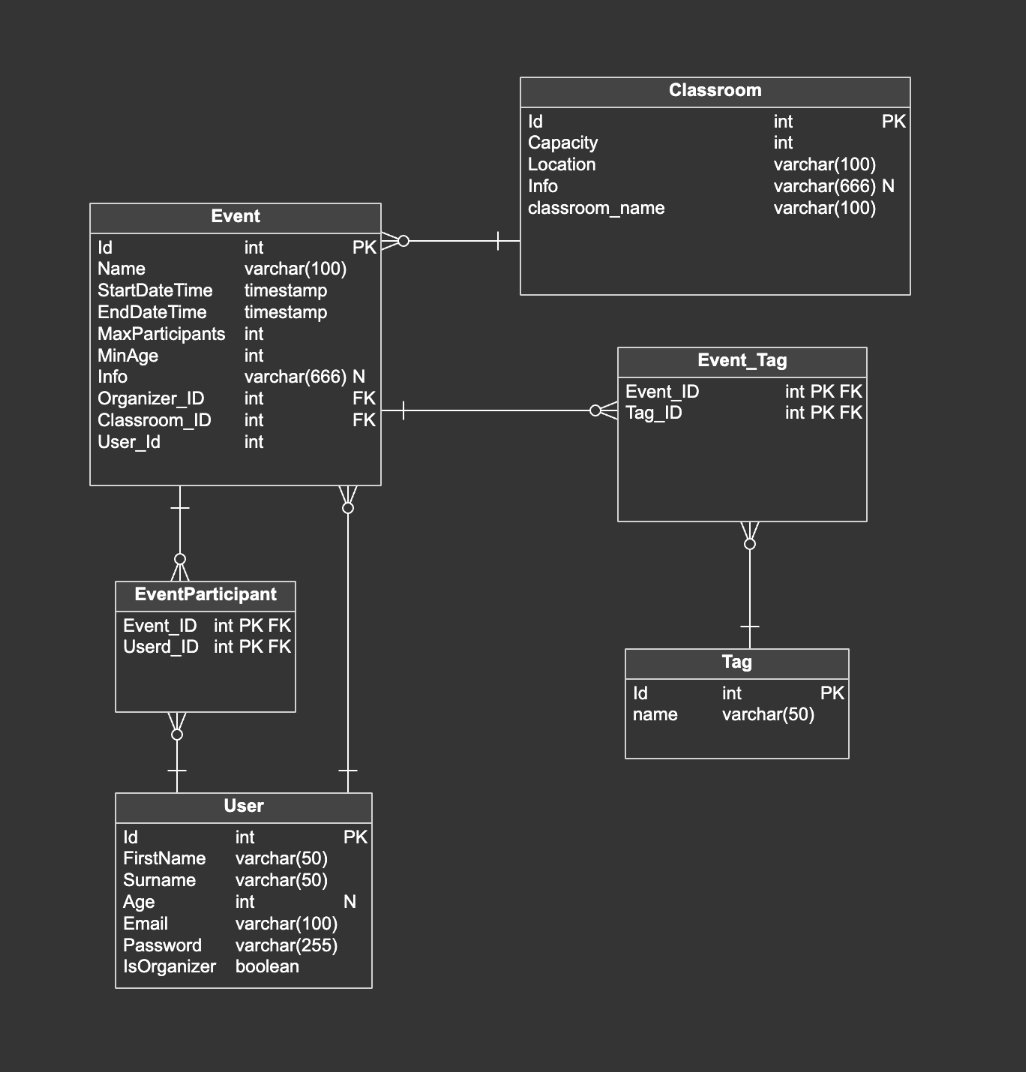 Classroom
Id int PK
Capacity int
Location varchar(100)
Info varchar(666) N
classroom_name varchar(100)
Event
Id int PK
Name varchar(100)
StartDateTime timestamp
EndDateTime timestamp
MaxParticipants int
MinAge int
Info varchar(666) N
Organizer_ID int FK
Classroom_ID int FK
User_Id int
Event_Tag
Event_ID int PK FK
Tag_ID int PK FK
EventParticipant
Event_ID int PK FK
Userd_ID int PK FK
Tag
Id int PK
name varchar(50)
User
Id int PK
FirstName varchar(50)
Surname varchar(50)
Age int N
Email varchar(100)
Password varchar(255)
IsOrganizer boolean